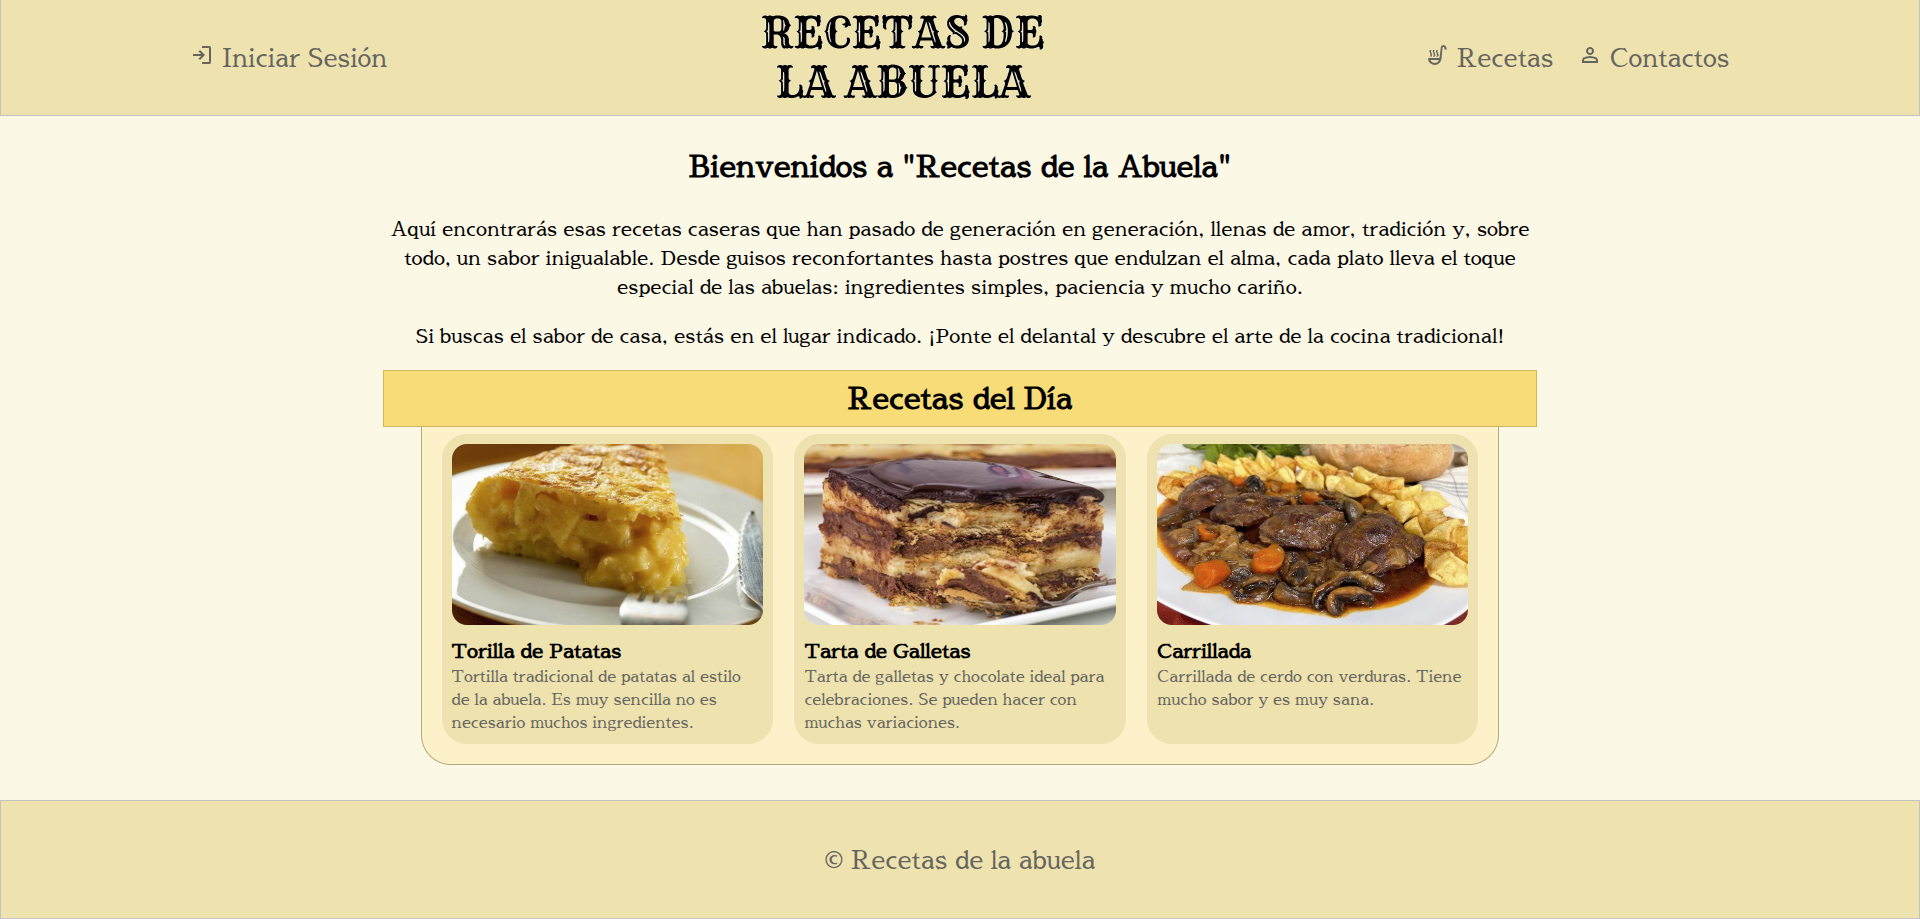 Iniciar Sesión
RECETAS DE
LA ABUELA
Recetas
Contactos
Bienvenidos a "Recetas de la Abuela"
Aquí encontrarás esas recetas caseras que han pasado de generación en generación, llenas de amor, tradición y, sobre
todo, un sabor inigualable. Desde guisos reconfortantes hasta postres que endulzan el alma, cada plato lleva el toque
especial de las abuelas: ingredientes simples, paciencia y mucho cariño.
Si buscas el sabor de casa, estás en el lugar indicado. ¡Ponte el delantal y descubre el arte de la cocina tradicional!
Recetas del Día
Torilla de Patatas
Tortilla tradicional de patatas al estilo
de la abuela. Es muy sencilla no es
necesario muchos ingredientes.
Tarta de Galletas
Tarta de galletas y chocolate ideal para
celebraciones. Se pueden hacer con
muchas variaciones.
Carrillada
Carrillada de cerdo con verduras. Tiene
mucho sabor y es muy sana.
© Recetas de la abuela